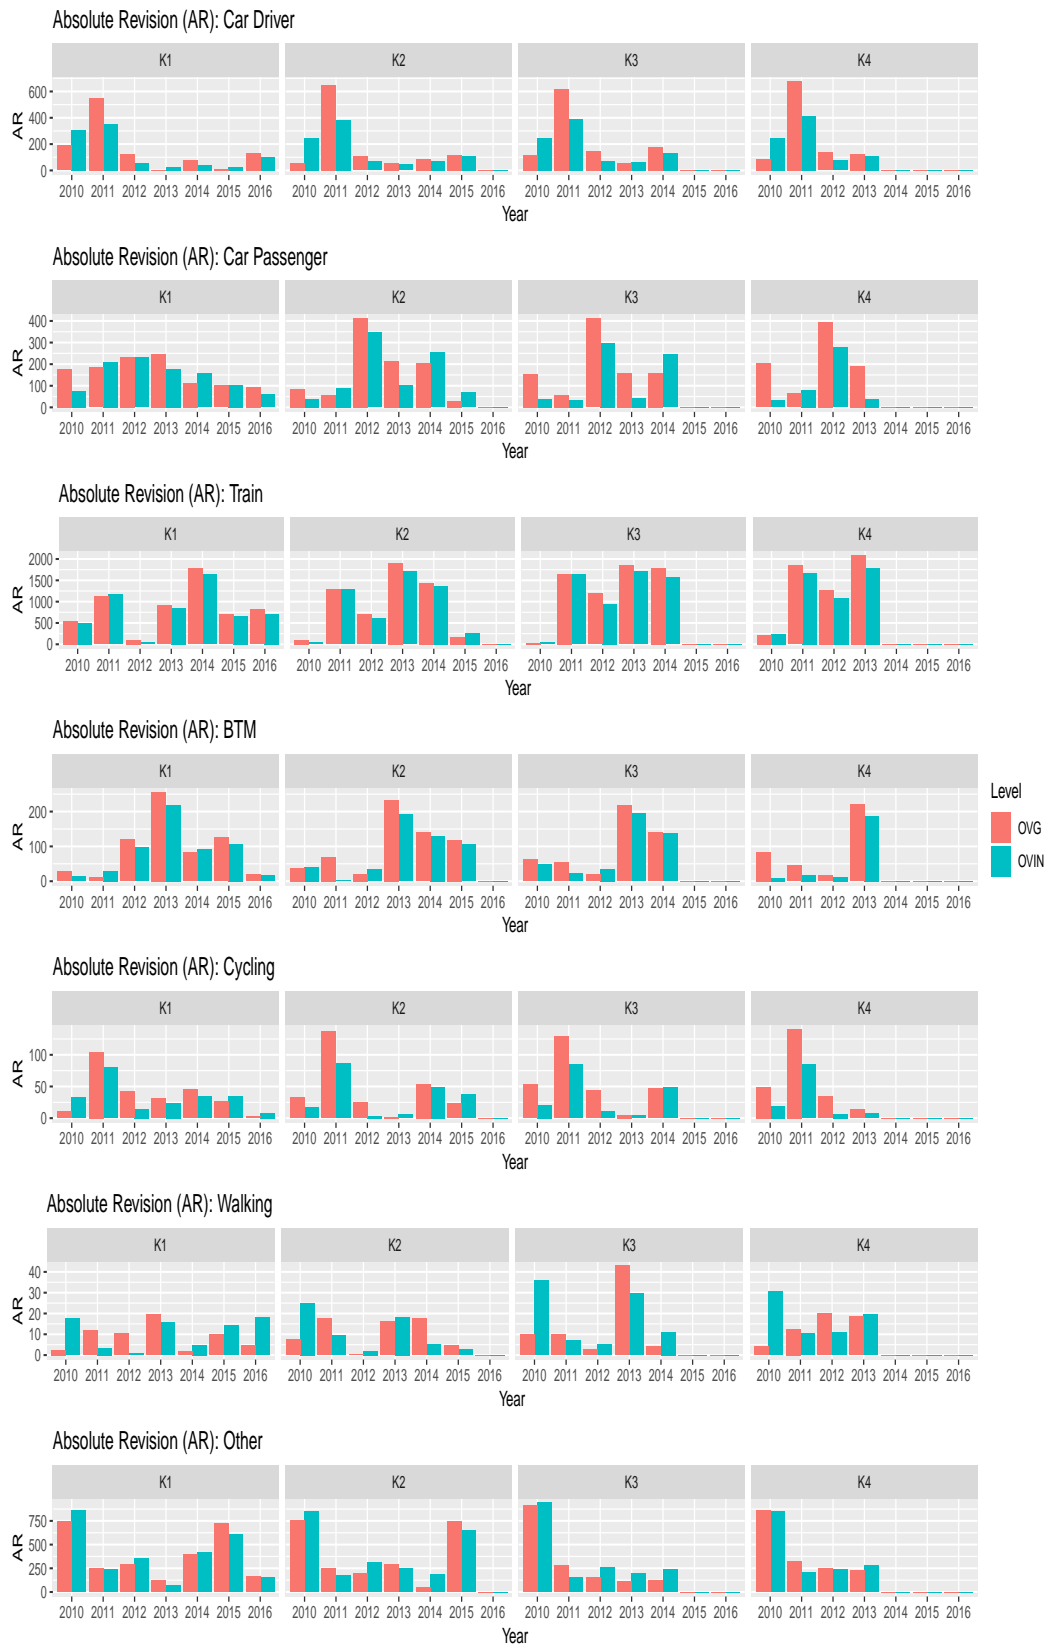 Absolute Revision (AR): Car Driver
K1 K2 K3 K4
600
400
200
0
AR
2010 2011 2012 2013 2014 2015 2016 2010 2011 2012 2013 2014 2015 2016 2010 2011 2012 2013 2014 2015 2016 2010 2011 2012 2013 2014 2015 2016
Year
Absolute Revision (AR): Car Passenger
K1 K2 K3 K4
400
300
200
100
0
AR
2010 2011 2012 2013 2014 2015 2016 2010 2011 2012 2013 2014 2015 2016 2010 2011 2012 2013 2014 2015 2016 2010 2011 2012 2013 2014 2015 2016
Year
Absolute Revision (AR): Train
K1 K2 K3 K4
2000
1500
1000
500
0
AR
2010 2011 2012 2013 2014 2015 2016 2010 2011 2012 2013 2014 2015 2016 2010 2011 2012 2013 2014 2015 2016 2010 2011 2012 2013 2014 2015 2016
Year
Absolute Revision (AR): BTM
K1 K2 K3 K4
200
100
0
AR
2010 2011 2012 2013 2014 2015 2016 2010 2011 2012 2013 2014 2015 2016 2010 2011 2012 2013 2014 2015 2016 2010 2011 2012 2013 2014 2015 2016
Year
Level
OVG
OVIN
Absolute Revision (AR): Cycling
K1 K2 K3 K4
100
50
0
AR
2010 2011 2012 2013 2014 2015 2016 2010 2011 2012 2013 2014 2015 2016 2010 2011 2012 2013 2014 2015 2016 2010 2011 2012 2013 2014 2015 2016
Year
Absolute Revision (AR): Walking
K1 K2 K3 K4
40
30
20
10
0
AR
2010 2011 2012 2013 2014 2015 2016 2010 2011 2012 2013 2014 2015 2016 2010 2011 2012 2013 2014 2015 2016 2010 2011 2012 2013 2014 2015 2016
Year
Absolute Revision (AR): Other
K1 K2 K3 K4
750
500
250
0
AR
2010 2011 2012 2013 2014 2015 2016 2010 2011 2012 2013 2014 2015 2016 2010 2011 2012 2013 2014 2015 2016 2010 2011 2012 2013 2014 2015 2016
Year